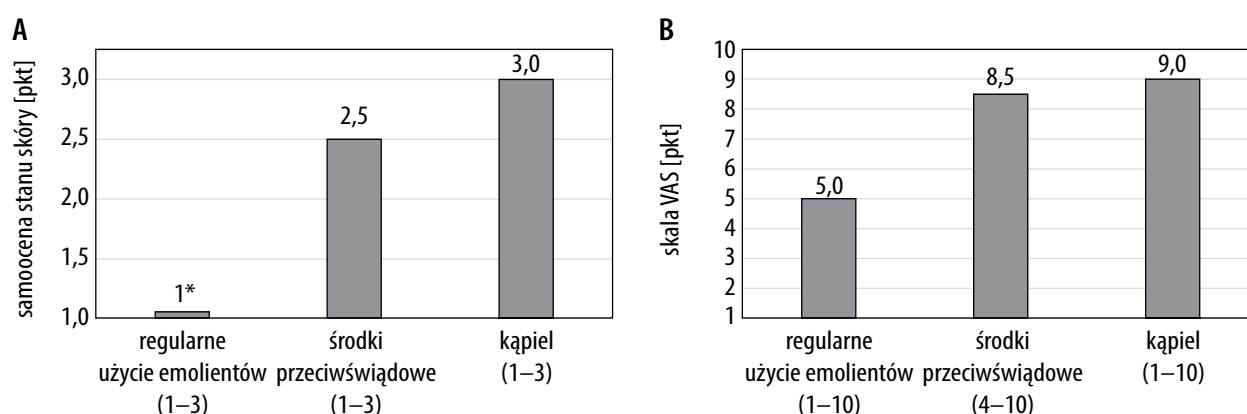 A
samoocena stanu skóry [pkt]
3,0
2,5
2,0
1,5
1,0
1*
2,5
3,0
regularne
użycie emolientów
(1–3)
środki
przeciwświądowe
(1–3)
kąpiel
(1–3)
B
skala VAS [pkt]
10
9
8
7
6
5
4
3
2
1
5,0
8,5
9,0
regularne
użycie emolientów
(1–10)
środki
przeciwświądowe
(4–10)
kąpiel
(1–10)